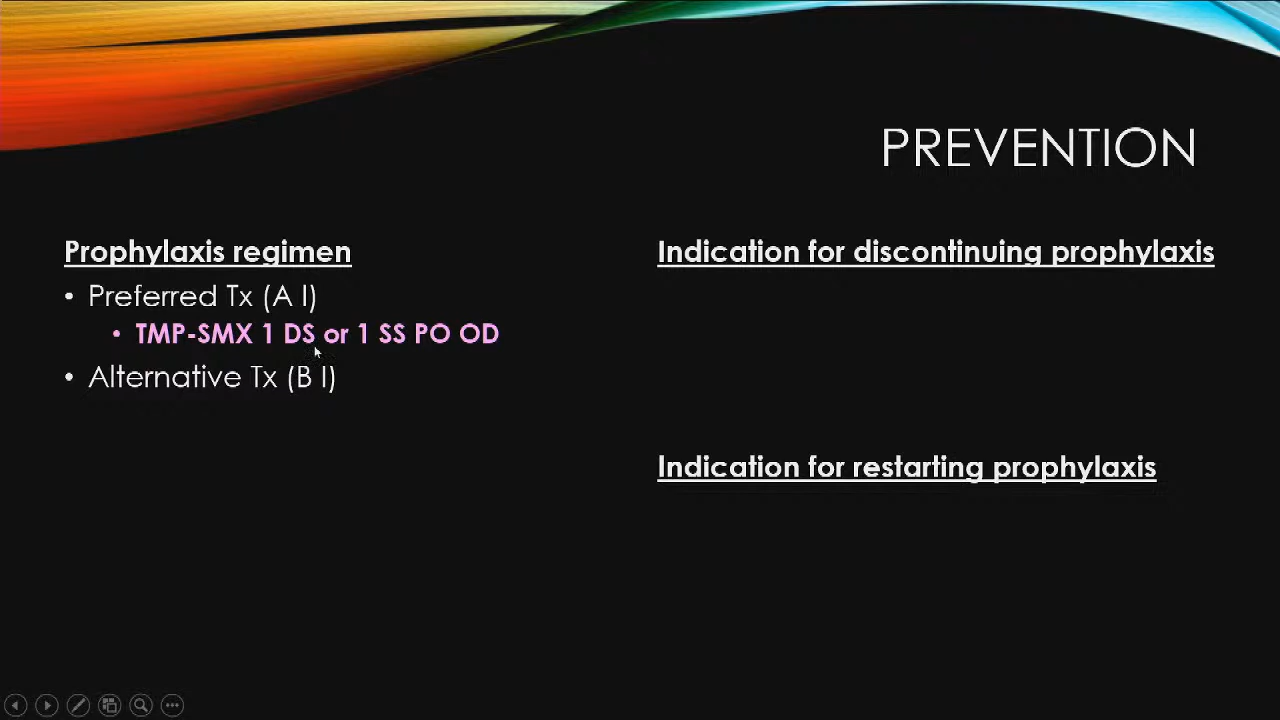 PREVENTION
Prophylaxis regimen
• Preferred Tx (A I)
• TMP-SMX 1 DS or 1 SS PO OD
• Alternative Tx (B I)
Indication for discontinuing prophylaxis
Indication for restarting prophylaxis